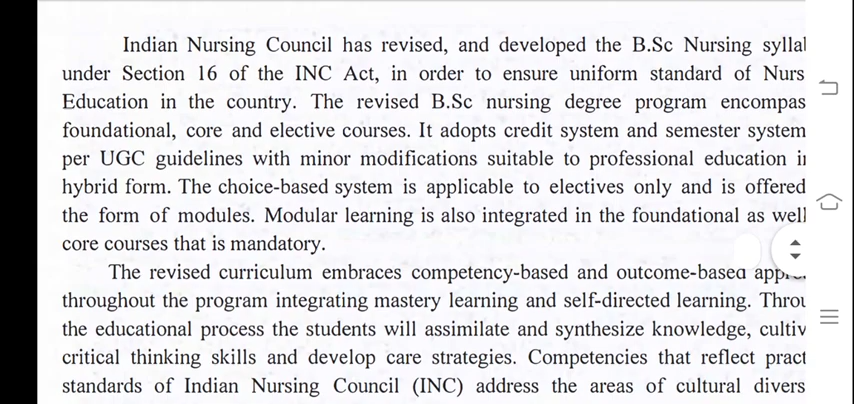 Indian Nursing Council has revised, and developed the B.Sc Nursing syllal
under Section 16 of the INC Act, in order to ensure uniform standard of Nurs
Education in the country. The revised B.Sc nursing degree program encompas
foundational, core and elective courses. It adopts credit system and semester system
per UGC guidelines with minor modifications suitable to professional education i
hybrid form. The choice-based system is applicable to electives only and is offered
the form of modules. Modular learning is also integrated in the foundational as well
core courses that is mandatory.
The revised curriculum embraces competency-based and outcome-based
throughout the program integrating mastery learning and self-directed learning. Throu
the educational process the students will assimilate and synthesize knowledge, cultiv
critical thinking skills and develop care strategies. Competencies that reflect pract
standards of Indian Nursing Council (INC) address the areas of cultural divers